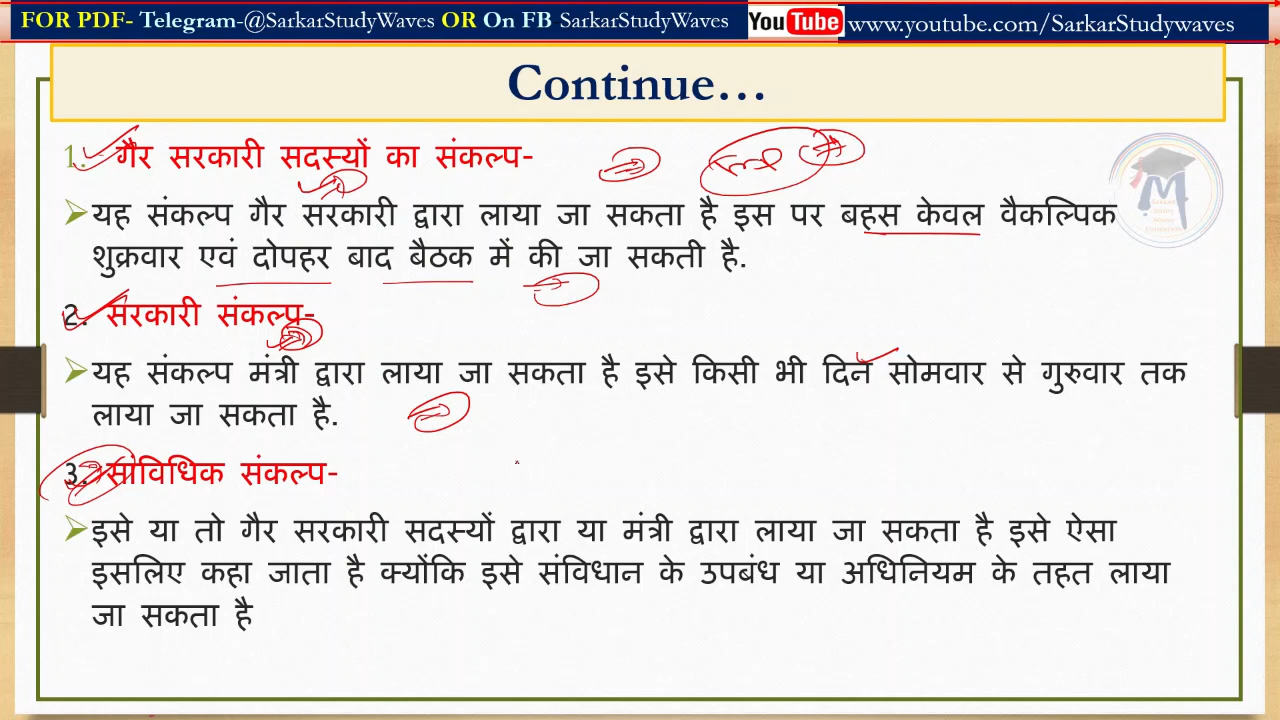 FOR PDF- Telegram-@SarkarStudyWaves OR On FB SarkarStudyWaves YouTube www.youtube.com/SarkarStudywaves
Continue…
1. गैर सरकारी सदस्यों का संकल्प-
Imp
यह संकल्प गैर सरकारी द्वारा लाया जा सकता है इस पर बहस केवल वैकल्पिक
शुक्रवार एवं दोपहर बाद बैठक में की जा सकती है.
2. सरकारी संकल्प-
यह संकल्प मंत्री द्वारा लाया जा सकता है इसे किसी भी दिन सोमवार से गुरुवार तक
लाया जा सकता है.
3. सांविधिक संकल्प-
इसे या तो गैर सरकारी सदस्यों द्वारा या मंत्री द्वारा लाया जा सकता है इसे ऐसा
इसलिए कहा जाता है क्योंकि इसे संविधान के उपबंध या अधिनियम के तहत लाया
जा सकता है